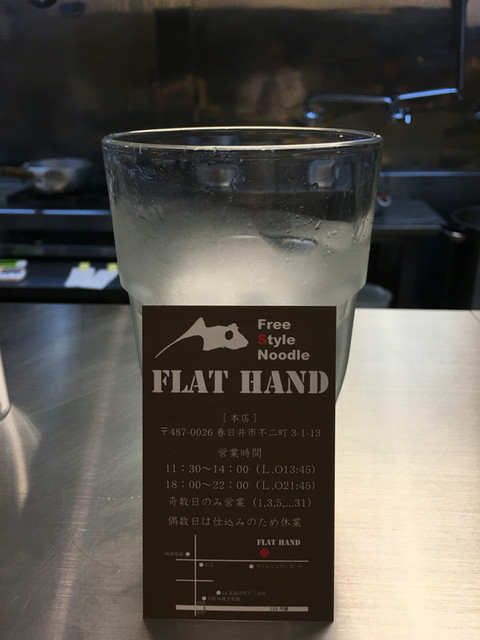 Free
Style
Noodle
FLAT HAND
[本店]
〒487-0026 春日井市不二町 3-1-13
営業時間
11:30～14:00 (L.O13:45)
18:00～22:00 (L.O21:45)
奇数日のみ営業 (1,3,5,...31)
偶数日は仕込みのため休業
FLAT HAND